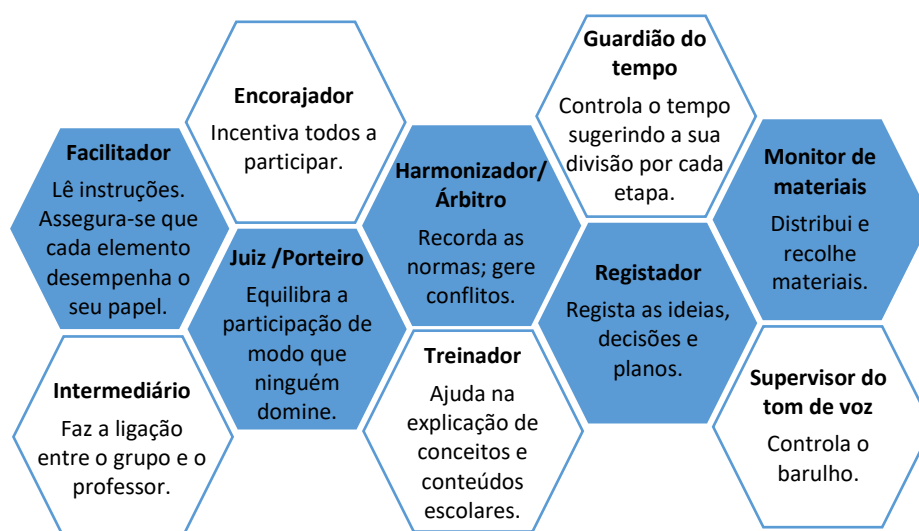 Encorajador
Incentiva todos a
participar.
Guardião do
tempo
Controla o tempo
sugerindo a sua
divisão por cada
etapa.
Facilitador
Lê instruções.
Assegura-se que
cada elemento
desempenha o
seu papel.
Harmonizador/
Árbitro
Recorda as
normas; gere
conflitos.
Monitor de
materiais
Distribui e
recolhe
materiais.
Juiz /Porteiro
Equilibra a
participação de
modo que
ninguém
domine.
Registador
Regista as ideias,
decisões e
planos.
Intermediário
Faz a ligação
entre o grupo e o
professor.
Treinador
Ajuda na
explicação de
conceitos e
conteúdos
escolares.
Supervisor do
tom de voz
Controla o
barulho.